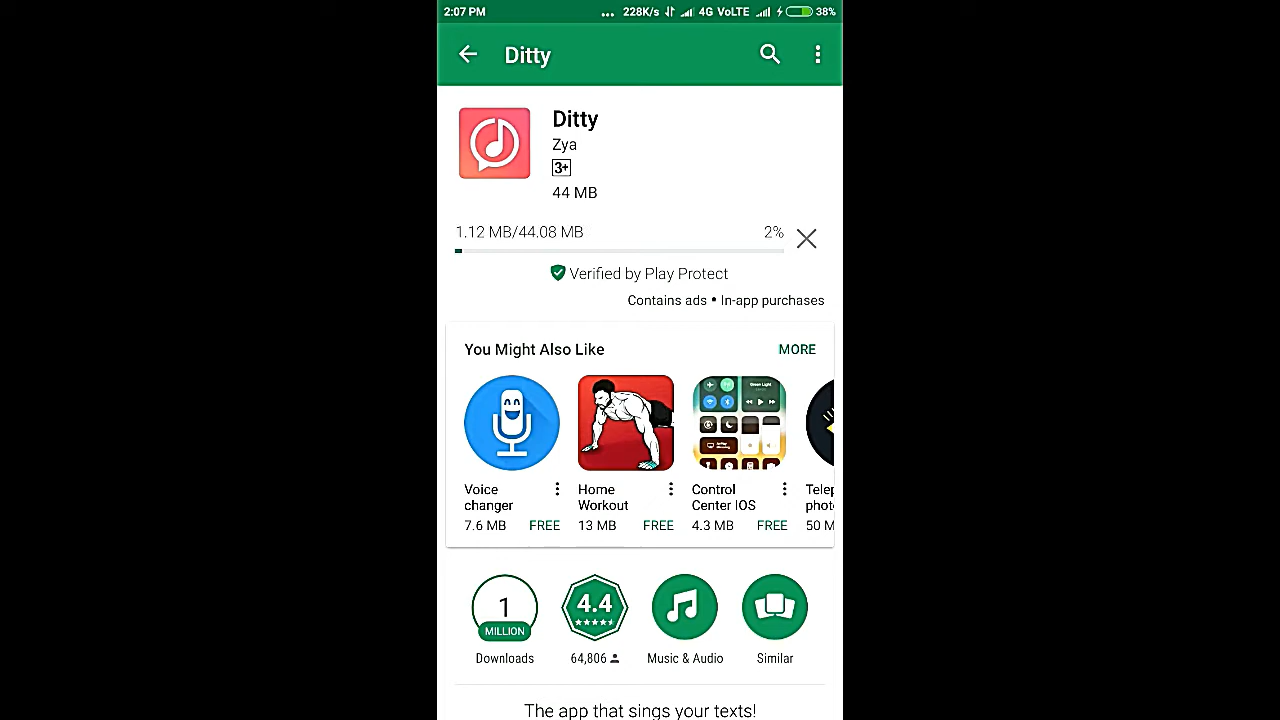 2:07 PM ... 228K/s 4G VoLTE 38%
Ditty
Ditty
Zya
3+
44 MB
1.12 MB/44.08 MB 2%
Verified by Play Protect
Contains ads • In-app purchases
You Might Also Like MORE
Voice changer
7.6 MB FREE
Home Workout
13 MB FREE
Control Center IOS
4.3 MB FREE
50 M
1 MILLION
Downloads
4.4
64,806
Music & Audio
Similar
The app that sings your texts!